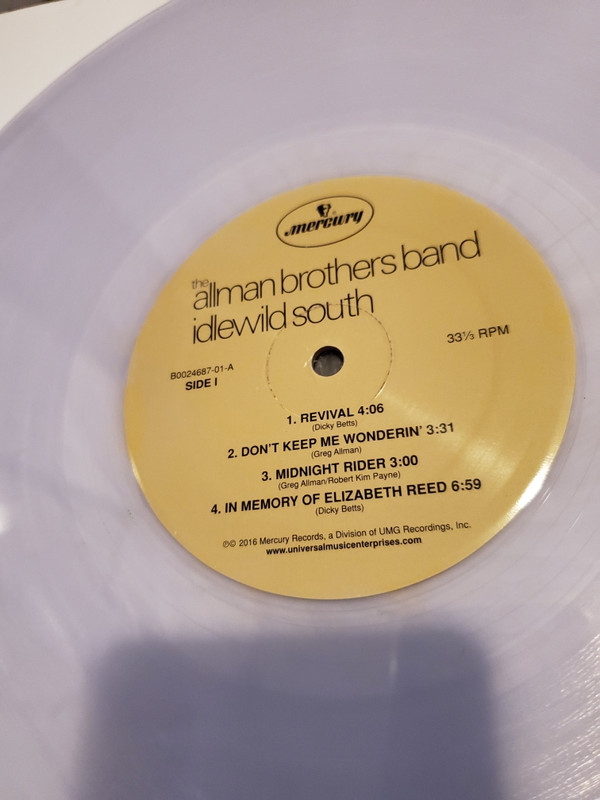 mercury
the
allman brothers band
idlewild south
33⅓ RPM
B0024687-01-A
SIDE I
1. REVIVAL 4:06
(Dicky Betts)
2. DON'T KEEP ME WONDERIN' 3:31
(Greg Allman)
3. MIDNIGHT RIDER 3:00
(Greg Allman/Robert Kim Payne)
4. IN MEMORY OF ELIZABETH REED 6:59
(Dicky Betts)
℗© 2016 Mercury Records, a Division of UMG Recordings, Inc.
www.universalmusicenterprises.com